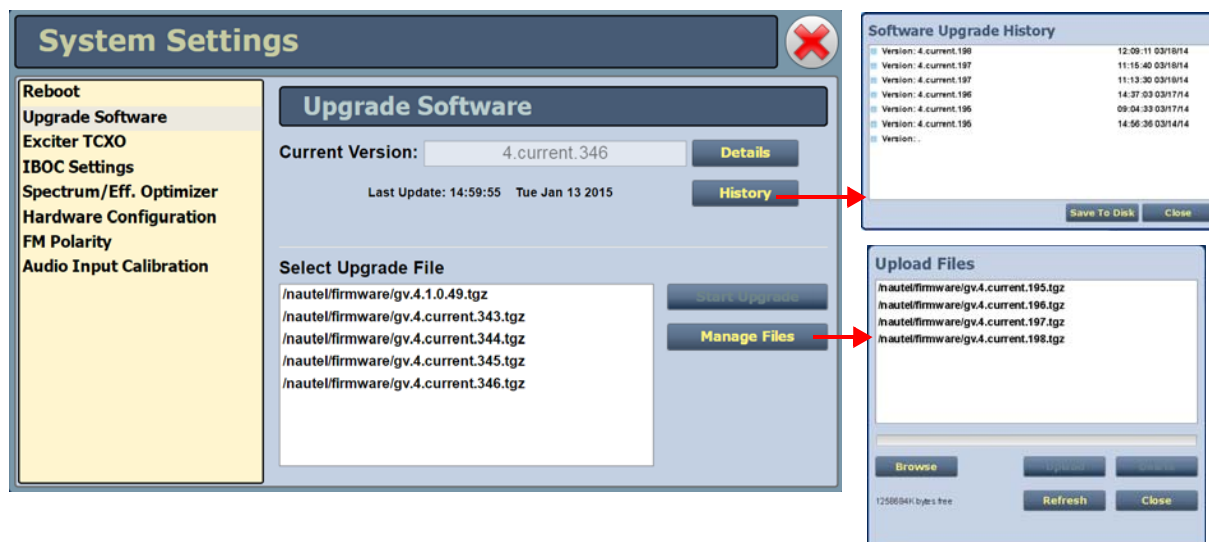 System Settings
Reboot
Upgrade Software
Exciter TCXO
IBOC Settings
Spectrum/Eff. Optimizer
Hardware Configuration
FM Polarity
Audio Input Calibration
Upgrade Software
Current Version: 4.current.346 Details
Last Update: 14:59:55 Tue Jan 13 2015 History
Select Upgrade File
/nautel/firmware/gv.4.1.0.49.tgz
/nautel/firmware/gv.4.current.343.tgz
/nautel/firmware/gv.4.current.344.tgz
/nautel/firmware/gv.4.current.345.tgz
/nautel/firmware/gv.4.current.346.tgz
Start Upgrade
Manage Files
Software Upgrade History
Version: 4.current.198 12:09:11 03/18/14
Version: 4.current.197 11:15:40 03/18/14
Version: 4.current.197 11:13:30 03/18/14
Version: 4.current.196 14:37:03 03/17/14
Version: 4.current.195 09:04:33 03/17/14
Version: 4.current.195 14:56:36 03/14/14
Version: .
Save To Disk Close
Upload Files
/nautel/firmware/gv.4.current.195.tgz
/nautel/firmware/gv.4.current.196.tgz
/nautel/firmware/gv.4.current.197.tgz
/nautel/firmware/gv.4.current.198.tgz
Browse Upload Delete
1258694K bytes free Refresh Close